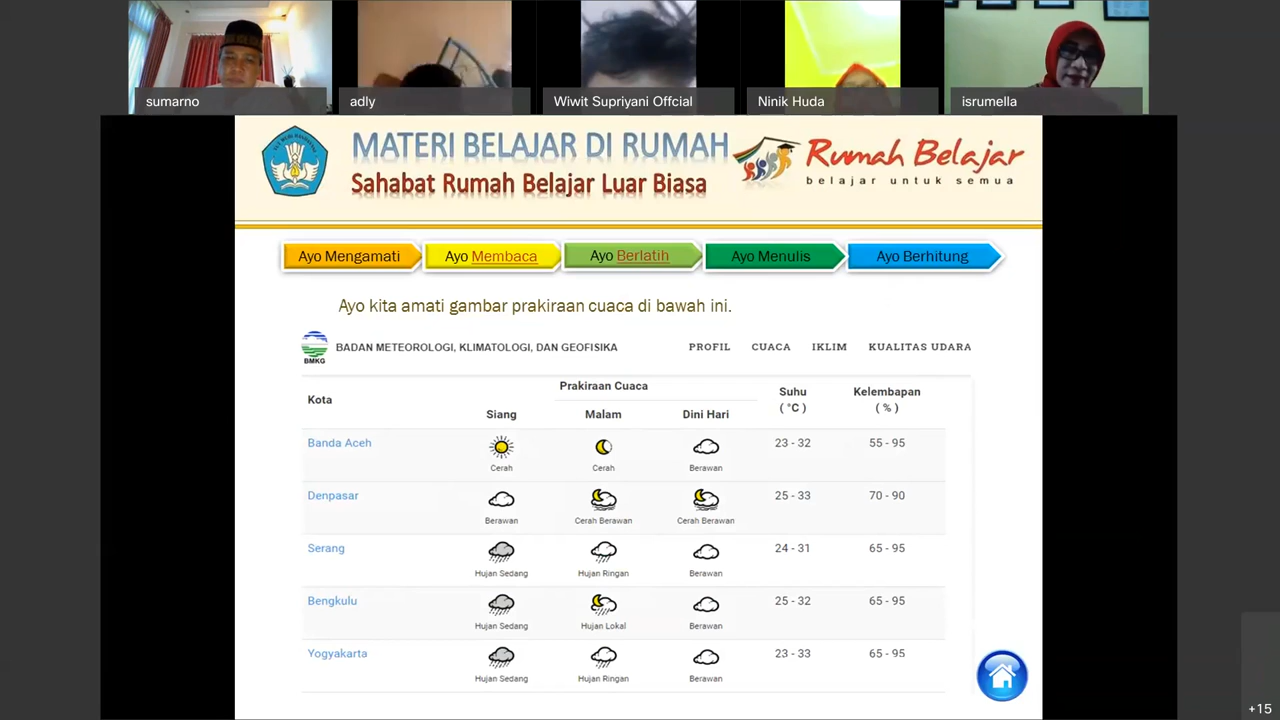 sumarno
adly
Wiwit Supriyani Offcial
Ninik Huda
isrumella
MATERI BELAJAR DI RUMAH
Sahabat Rumah Belajar Luar Biasa
Rumah Belajar
belajar untuk semua
Ayo Mengamati
Ayo Membaca
Ayo Berlatih
Ayo Menulis
Ayo Berhitung
Ayo kita amati gambar prakiraan cuaca di bawah ini.
BMKG
BADAN METEOROLOGI, KLIMATOLOGI, DAN GEOFISIKA
PROFIL CUACA IKLIM KUALITAS UDARA
Kota Prakiraan Cuaca Suhu ( °C ) Kelembapan ( % )
Siang Malam Dini Hari
Banda Aceh 23 - 32 55 - 95
Cerah Cerah Berawan
Denpasar 25 - 33 70 - 90
Berawan Cerah Berawan Cerah Berawan
Serang 24 - 31 65 - 95
Hujan Sedang Hujan Ringan Berawan
Bengkulu 25 - 32 65 - 95
Hujan Sedang Hujan Lokal Berawan
Yogyakarta 23 - 33 65 - 95
Hujan Sedang Hujan Ringan Berawan
+15